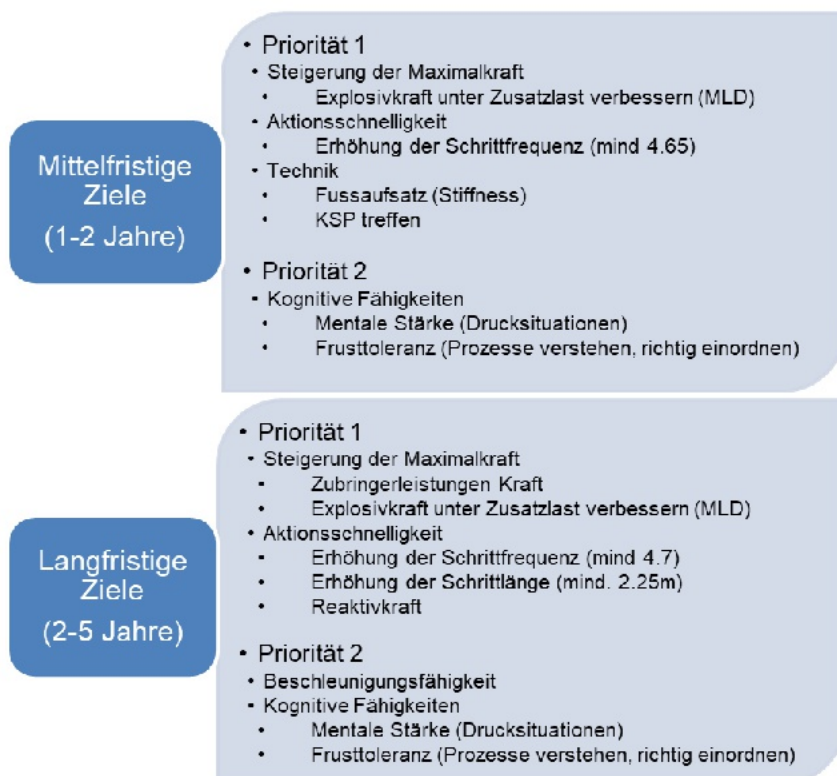 Mittelfristige
Ziele
(1-2 Jahre)
• Priorität 1
• Steigerung der Maximalkraft
• Explosivkraft unter Zusatzlast verbessern (MLD)
• Aktionsschnelligkeit
• Erhöhung der Schrittfrequenz (mind 4.65)
• Technik
• Fussaufsatz (Stiffness)
• KSP treffen
• Priorität 2
• Kognitive Fähigkeiten
• Mentale Stärke (Drucksituationen)
• Frusttoleranz (Prozesse verstehen, richtig einordnen)
Langfristige
Ziele
(2-5 Jahre)
• Priorität 1
• Steigerung der Maximalkraft
• Zubringerleistungen Kraft
• Explosivkraft unter Zusatzlast verbessern (MLD)
• Aktionsschnelligkeit
• Erhöhung der Schrittfrequenz (mind 4.7)
• Erhöhung der Schrittlänge (mind. 2.25m)
• Reaktivkraft
• Priorität 2
• Beschleunigungsfähigkeit
• Kognitive Fähigkeiten
• Mentale Stärke (Drucksituationen)
• Frusttoleranz (Prozesse verstehen, richtig einordnen)